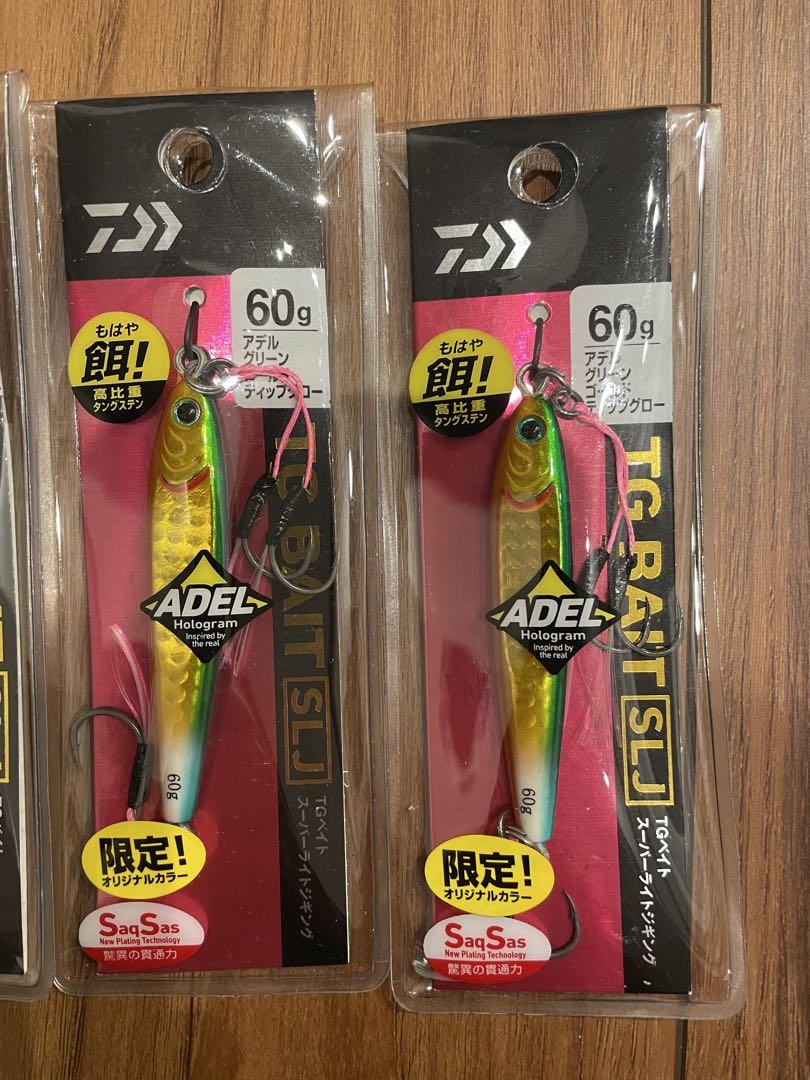 60g
アデル
グリーン
ティップグロー
もはや
餌!
高比重
タングステン
TG BAIT SLJ
ADEL
Hologram
Inspired by
the real
60g
TGベイト
スーパーライトジギング
限定!
オリジナルカラー
SaqSas
New Plating Technology
驚異の貫通力
60g
アデル
グリーン
ゴールド
ティップグロー
もはや
餌!
高比重
タングステン
TG BAIT SLJ
ADEL
Hologram
Inspired by
the real
60g
TGベイト
スーパーライトジギング
限定!
オリジナルカラー
SaqSas
New Plating Technology
驚異の貫通力